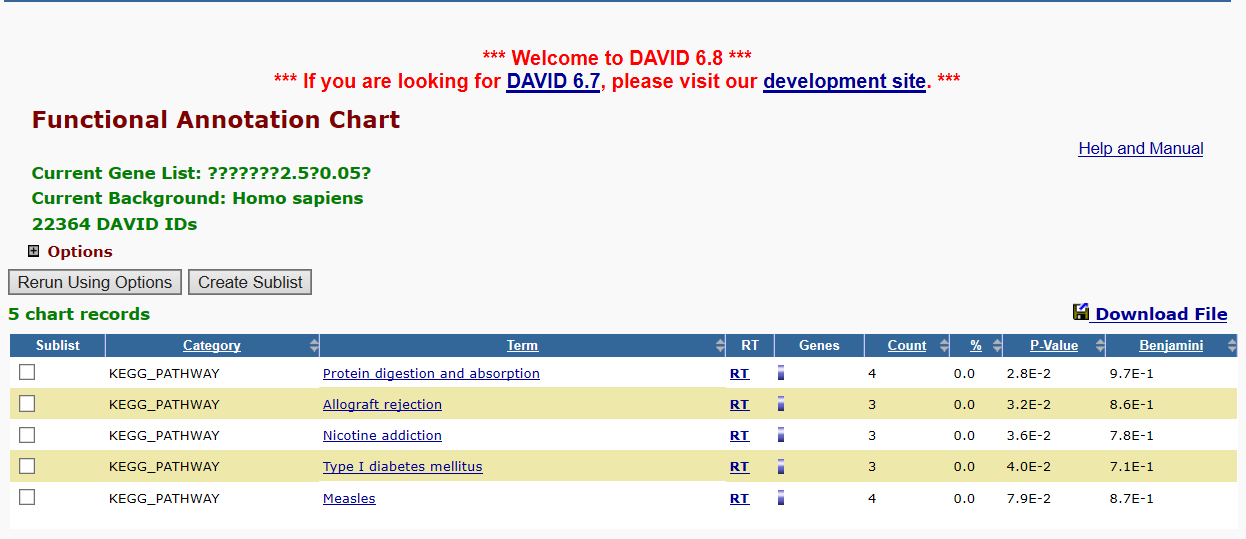 *** Welcome to DAVID 6.8 ***
*** If you are looking for DAVID 6.7, please visit our development site. ***
Functional Annotation Chart
Help and Manual
Current Gene List: ???????2.5?0.05?
Current Background: Homo sapiens
22364 DAVID IDs
Options
Rerun Using Options Create Sublist
5 chart records Download File
Sublist Category Term RT Genes Count % P-Value Benjamini
KEGG_PATHWAY Protein digestion and absorption RT 4 0.0 2.8E-2 9.7E-1
KEGG_PATHWAY Allograft rejection RT 3 0.0 3.2E-2 8.6E-1
KEGG_PATHWAY Nicotine addiction RT 3 0.0 3.6E-2 7.8E-1
KEGG_PATHWAY Type I diabetes mellitus RT 3 0.0 4.0E-2 7.1E-1
KEGG_PATHWAY Measles RT 4 0.0 7.9E-2 8.7E-1